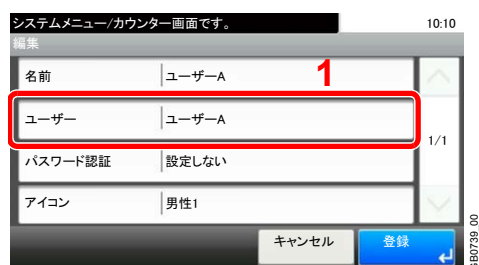 システムメニュー/カウンター画面です。 10:10
編集
名前 ユーザーA 1
ユーザー ユーザーA
1/1
パスワード認証 設定しない
アイコン 男性1
キャンセル 登録